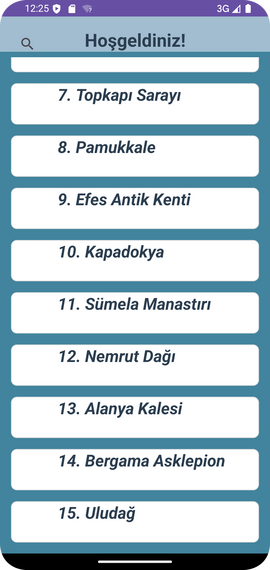 12:25
3G
Hoşgeldiniz!
7. Topkapı Sarayı
8. Pamukkale
9. Efes Antik Kenti
10. Kapadokya
11. Sümela Manastırı
12. Nemrut Dağı
13. Alanya Kalesi
14. Bergama Asklepion
15. Uludağ